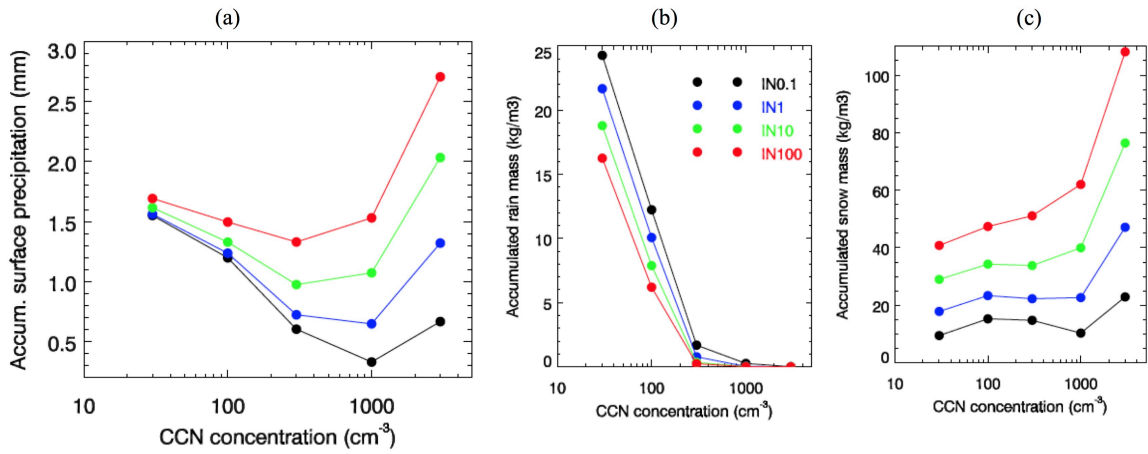 (a)
(b)
(c)
Accum. surface precipitation (mm)
3.0
2.5
2.0
1.5
1.0
0.5
10
100
1000
CCN concentration (cm⁻³)
Accumulated rain mass (kg/m3)
25
20
15
10
5
0
IN0.1
IN1
IN10
IN100
10
100
1000
CCN concentration (cm⁻³)
Accumulated snow mass (kg/m3)
100
80
60
40
20
0
10
100
1000
CCN concentration (cm⁻³)